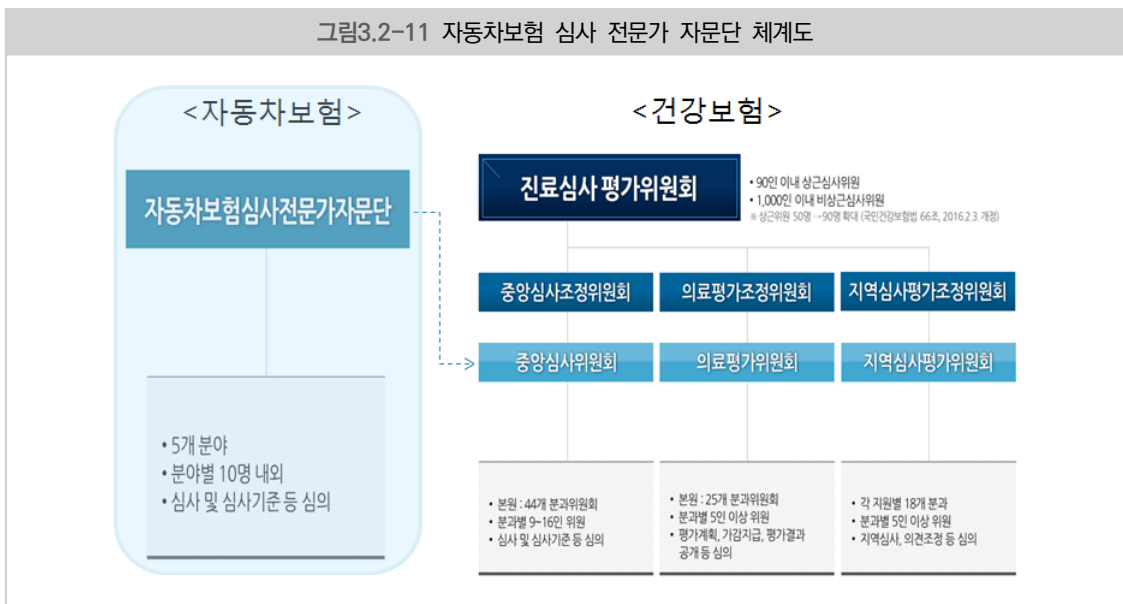 그림3.2-11 자동차보험 심사 전문가 자문단 체계도
<자동차보험>
자동차보험심사전문가자문단
• 5개 분야
• 분야별 10명 내외
• 심사 및 심사기준 등 심의
<건강보험>
진료심사 평가위원회
• 90인 이내 상근심사위원
• 1,000인 이내 비상근심사위원
※ 상근위원 50명 → 90명 확대 (국민건강보험법 66조, 2016.2.3. 개정)
중앙심사조정위원회
의료평가조정위원회
지역심사평가조정위원회
중앙심사위원회
의료평가위원회
지역심사평가위원회
• 본원 : 44개 분과위원회
• 분과별 9~16인 위원
• 심사 및 심사기준 등 심의
• 본원 : 25개 분과위원회
• 분과별 5인 이상 위원
• 평가계획, 가감지급, 평가결과
공개 등 심의
• 각 지원별 18개 분과
• 분과별 5인 이상 위원
• 지역심사, 의견조정 등 심의